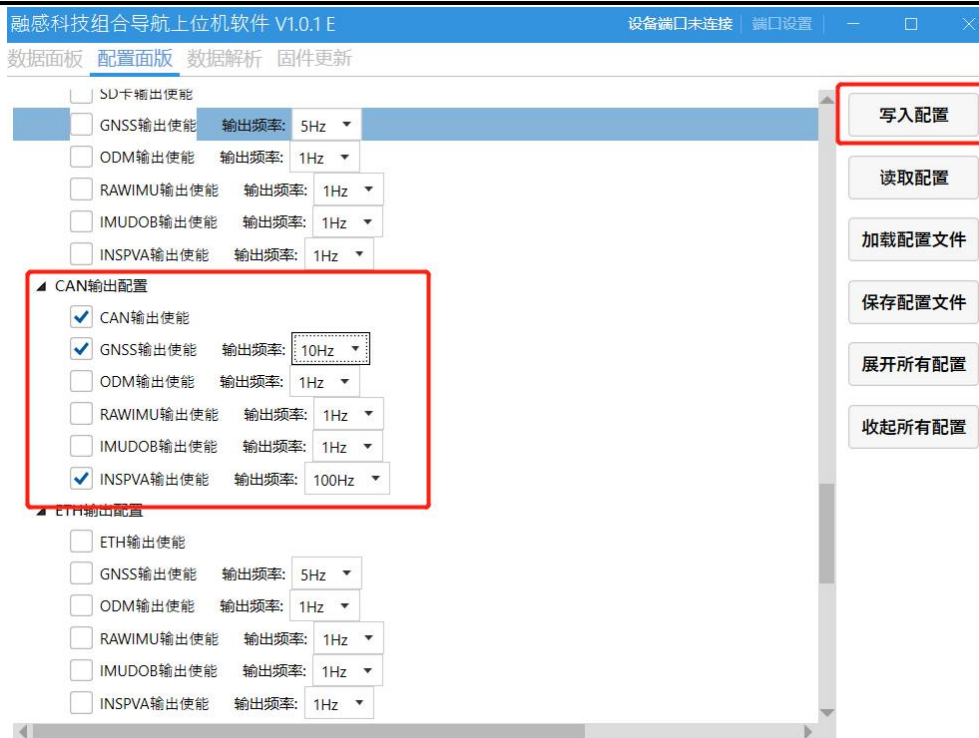 融感科技组合导航上位机软件 V1.0.1 E 设备端口未连接 端口设置
数据面板 配置面版 数据解析 固件更新
SD卡输出使能
GNSS输出使能 输出频率: 5Hz
ODM输出使能 输出频率: 1Hz
RAWIMU输出使能 输出频率: 1Hz
IMUDOB输出使能 输出频率: 1Hz
INSPVA输出使能 输出频率: 1Hz
CAN输出配置
CAN输出使能
GNSS输出使能 输出频率: 10Hz
ODM输出使能 输出频率: 1Hz
RAWIMU输出使能 输出频率: 1Hz
IMUDOB输出使能 输出频率: 1Hz
INSPVA输出使能 输出频率: 100Hz
ETH输出配置
ETH输出使能
GNSS输出使能 输出频率: 5Hz
ODM输出使能 输出频率: 1Hz
RAWIMU输出使能 输出频率: 1Hz
IMUDOB输出使能 输出频率: 1Hz
INSPVA输出使能 输出频率: 1Hz
写入配置
读取配置
加载配置文件
保存配置文件
展开所有配置
收起所有配置